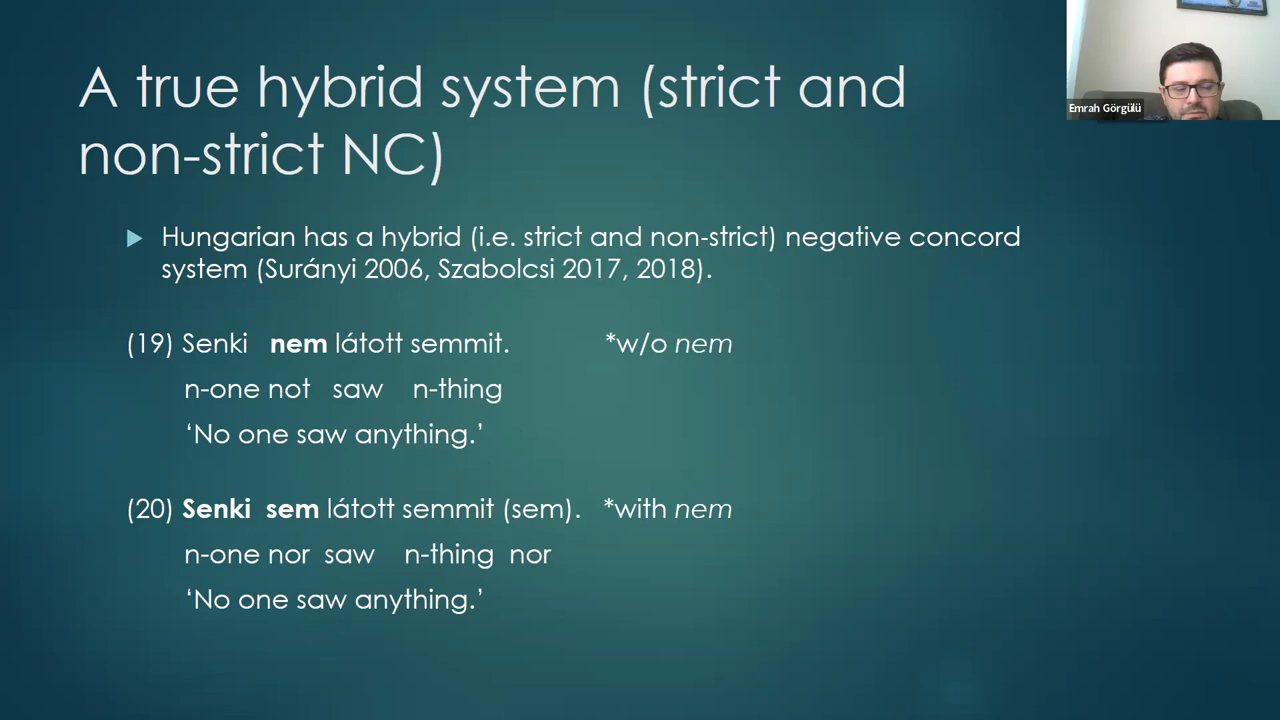 A true hybrid system (strict and
non-strict NC)
Emrah Görgülü
Hungarian has a hybrid (i.e. strict and non-strict) negative concord
system (Surányi 2006, Szabolcsi 2017, 2018).
(19) Senki nem látott semmit. *w/o nem
n-one not saw n-thing
‘No one saw anything.’
(20) Senki sem látott semmit (sem). *with nem
n-one nor saw n-thing nor
‘No one saw anything.’